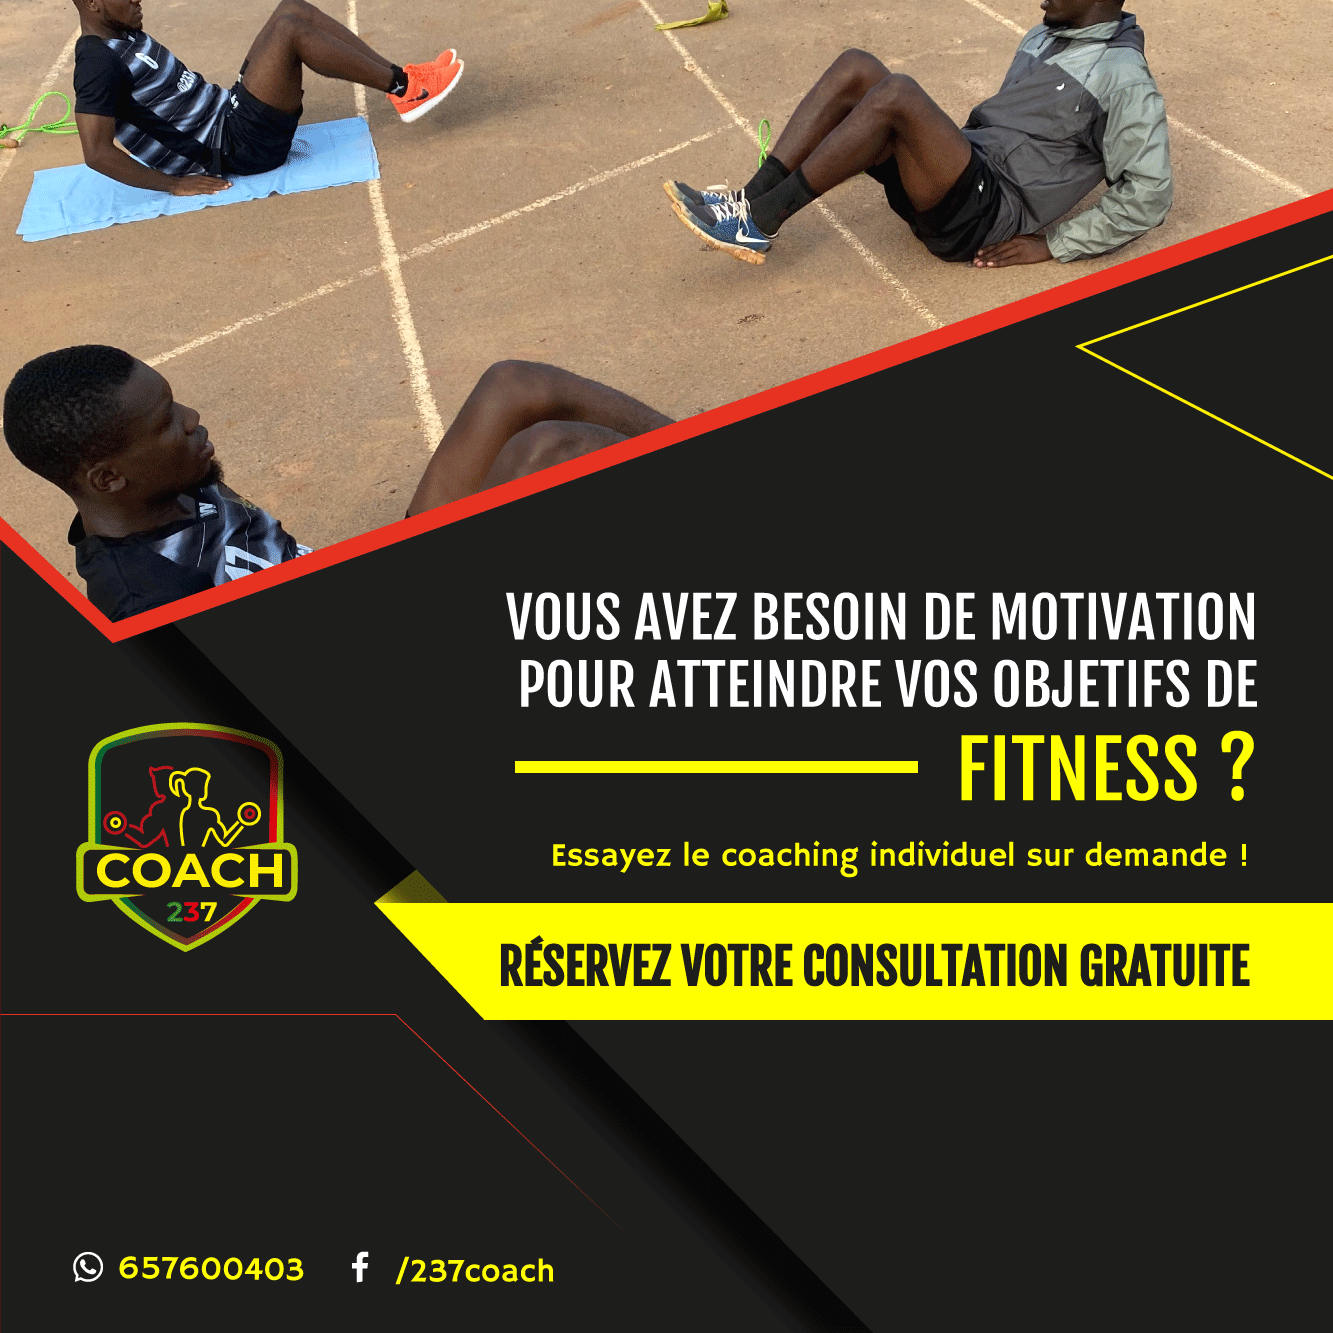 VOUS AVEZ BESOIN DE MOTIVATION
POUR ATTEINDRE VOS OBJETIFS DE
FITNESS ?
Essayez le coaching individuel sur demande !
COACH
237
RÉSERVEZ VOTRE CONSULTATION GRATUITE
657600403
/237coach